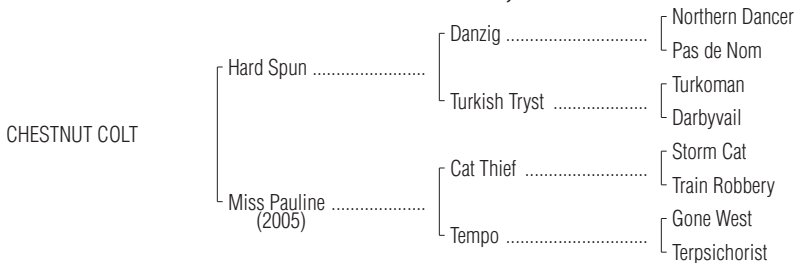 Northern Dancer
Danzig ................................
Pas de Nom
Hard Spun .........................
Turkoman
Turkish Tryst .....................
Darbyvail
CHESTNUT COLT
Storm Cat
Cat Thief ...........................
Train Robbery
Miss Pauline .....................
(2005)
Gone West
Tempo ................................
Terpsichorist